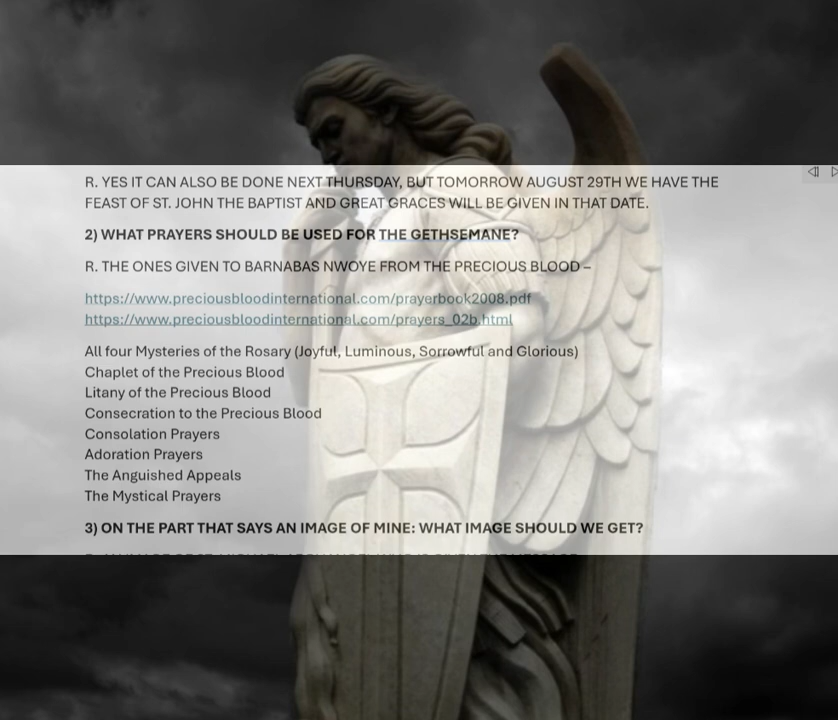 R. YES IT CAN ALSO BE DONE NEXT THURSDAY, BUT TOMORROW AUGUST 29TH WE HAVE THE
FEAST OF ST. JOHN THE BAPTIST AND GREAT GRACES WILL BE GIVEN IN THAT DATE.
2) WHAT PRAYERS SHOULD BE USED FOR THE GETHSEMANE?
R. THE ONES GIVEN TO BARNABAS NWOYE FROM THE PRECIOUS BLOOD –
https://www.preciousbloodinternational.com/prayerbook2008.pdf
https://www.preciousbloodinternational.com/prayers_02b.html
All four Mysteries of the Rosary (Joyful, Luminous, Sorrowful and Glorious)
Chaplet of the Precious Blood
Litany of the Precious Blood
Consecration to the Precious Blood
Consolation Prayers
Adoration Prayers
The Anguished Appeals
The Mystical Prayers
3) ON THE PART THAT SAYS AN IMAGE OF MINE: WHAT IMAGE SHOULD WE GET?